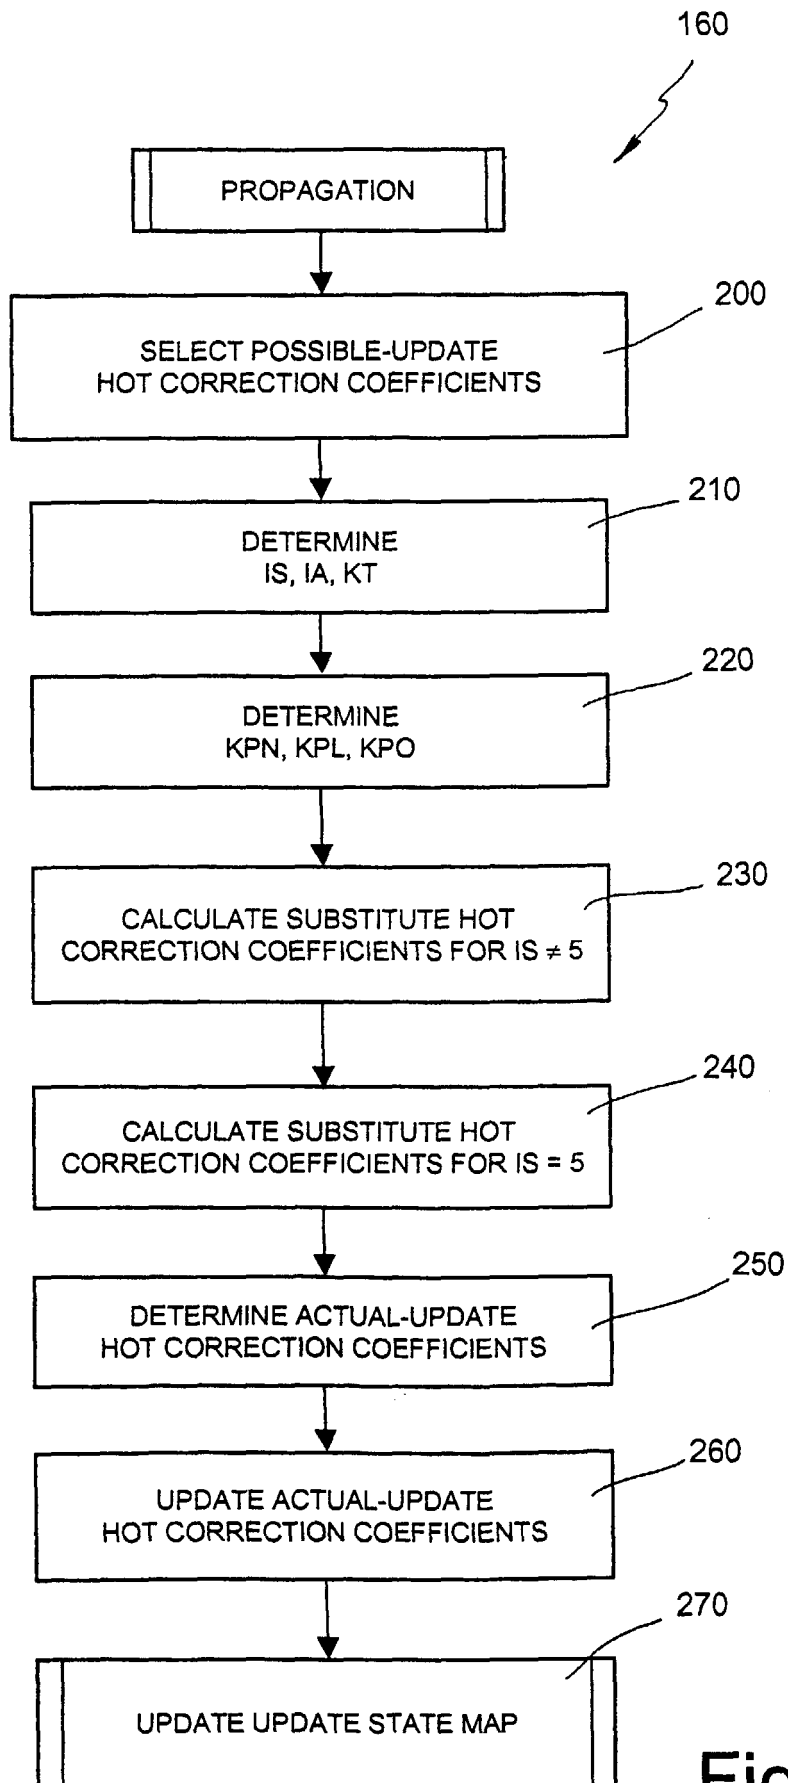 160
PROPAGATION
200
SELECT POSSIBLE-UPDATE
HOT CORRECTION COEFFICIENTS
210
DETERMINE
IS, IA, KT
220
DETERMINE
KPN, KPL, KPO
230
CALCULATE SUBSTITUTE HOT
CORRECTION COEFFICIENTS FOR IS ≠ 5
240
CALCULATE SUBSTITUTE HOT
CORRECTION COEFFICIENTS FOR IS = 5
250
DETERMINE ACTUAL-UPDATE
HOT CORRECTION COEFFICIENTS
260
UPDATE ACTUAL-UPDATE
HOT CORRECTION COEFFICIENTS
270
UPDATE UPDATE STATE MAP